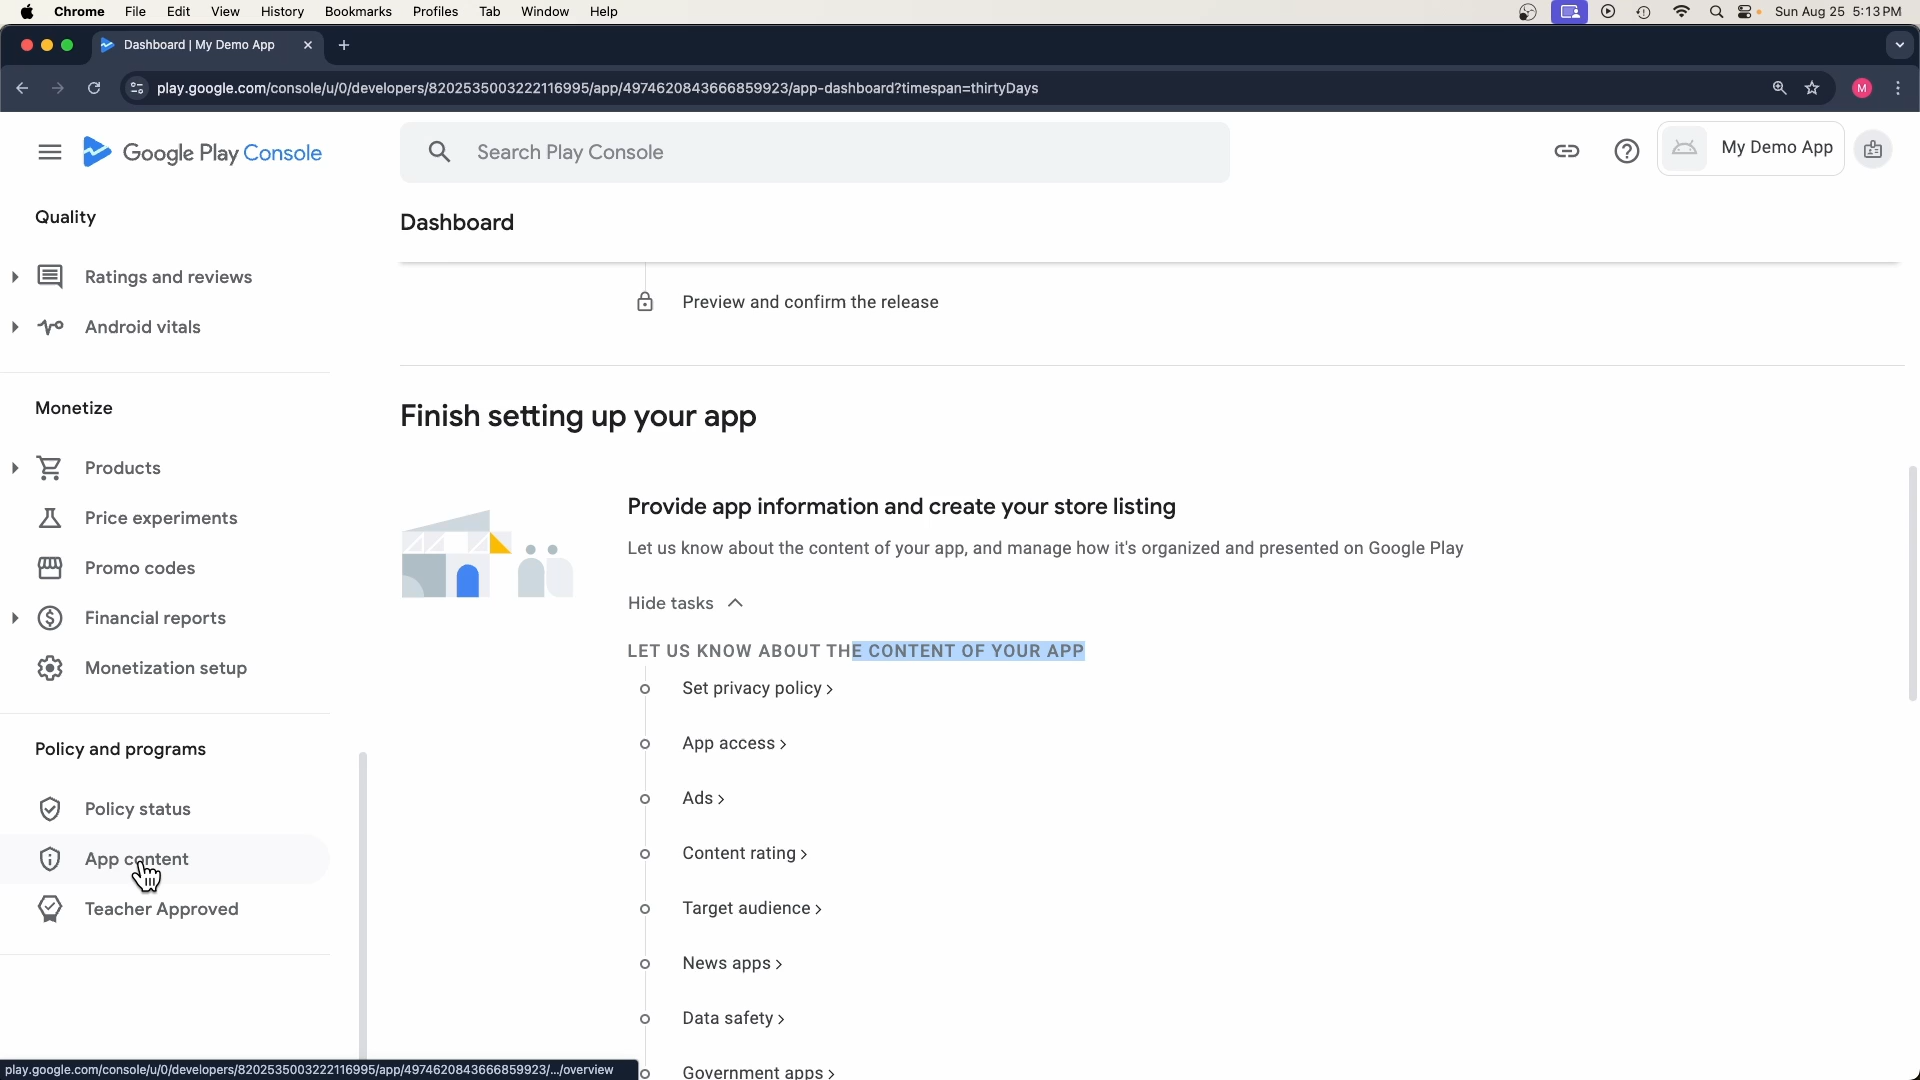 Chrome File Edit View History Bookmarks Profiles Tab Window Help Sun Aug 25 5:13 PM
Dashboard | My Demo App
play.google.com/console/u/0/developers/8202535003222116995/app/4974620843666859923/app-dashboard?timespan=thirtyDays M
Google Play Console Search Play Console My Demo App
Quality
Ratings and reviews
Android vitals
Monetize
Products
Price experiments
Promo codes
Financial reports
Monetization setup
Policy and programs
Policy status
App content
Teacher Approved
Dashboard
Preview and confirm the release
Finish setting up your app
Provide app information and create your store listing
Let us know about the content of your app, and manage how it's organized and presented on Google Play
Hide tasks
LET US KNOW ABOUT THE CONTENT OF YOUR APP
Set privacy policy
App access
Ads
Content rating
Target audience
News apps
Data safety
Government apps
play.google.com/console/u/0/developers/8202535003222116995/app/4974620843666859923/.../overview